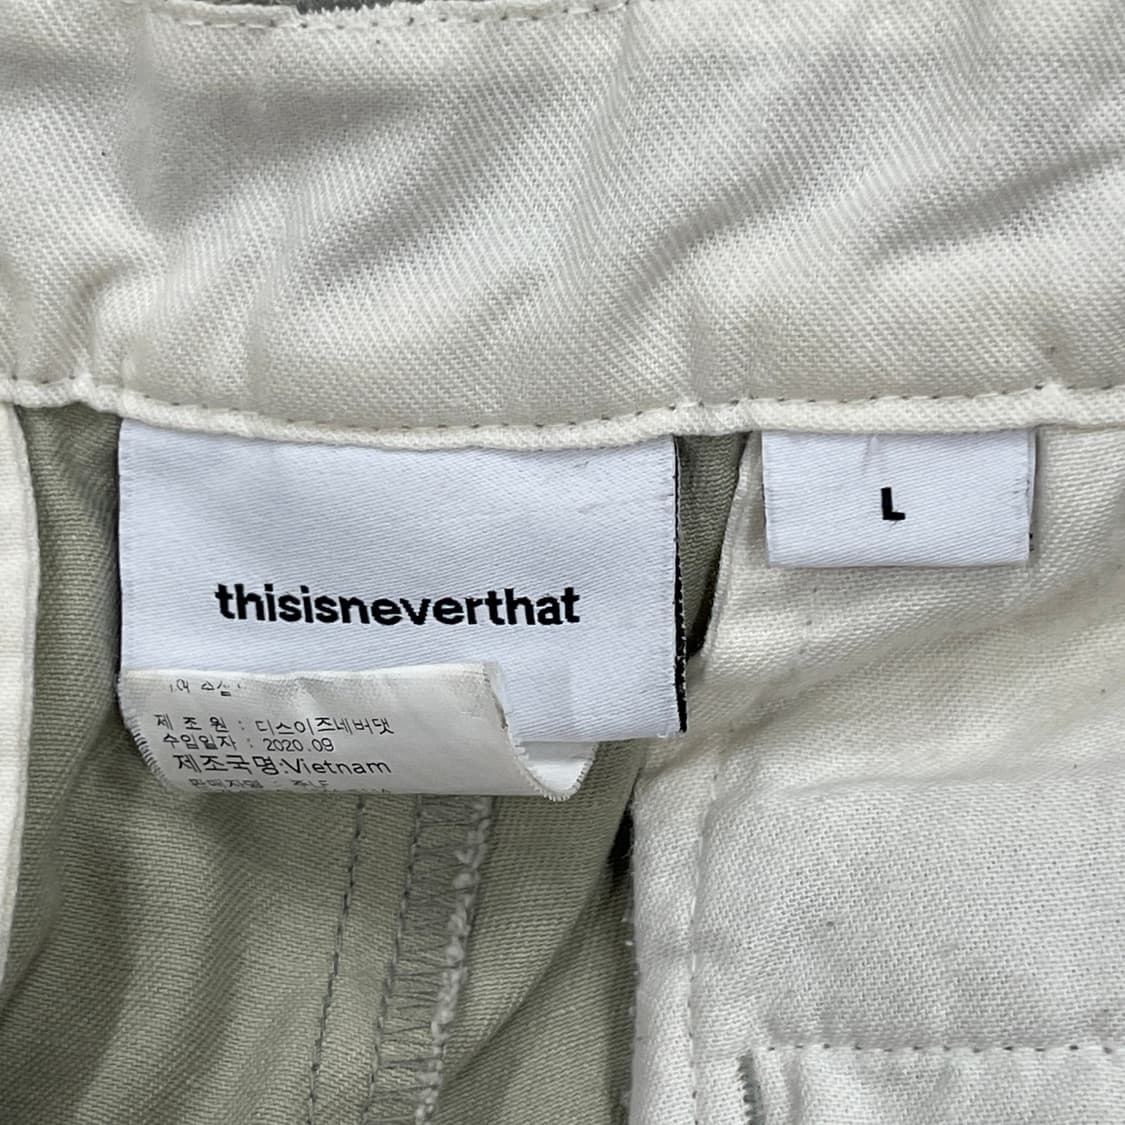 thisisneverthat
L
제 조 원 : 디스이즈네버댓
수입일자 : 2020.09
제조국명:Vietnam